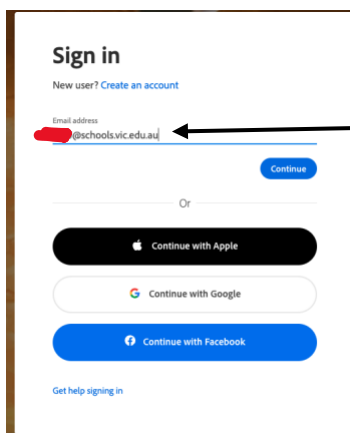 Sign in
New user? Create an account
Email address
@schools.vic.edu.au
Continue
Or
Continue with Apple
Continue with Google
Continue with Facebook
Get help signing in